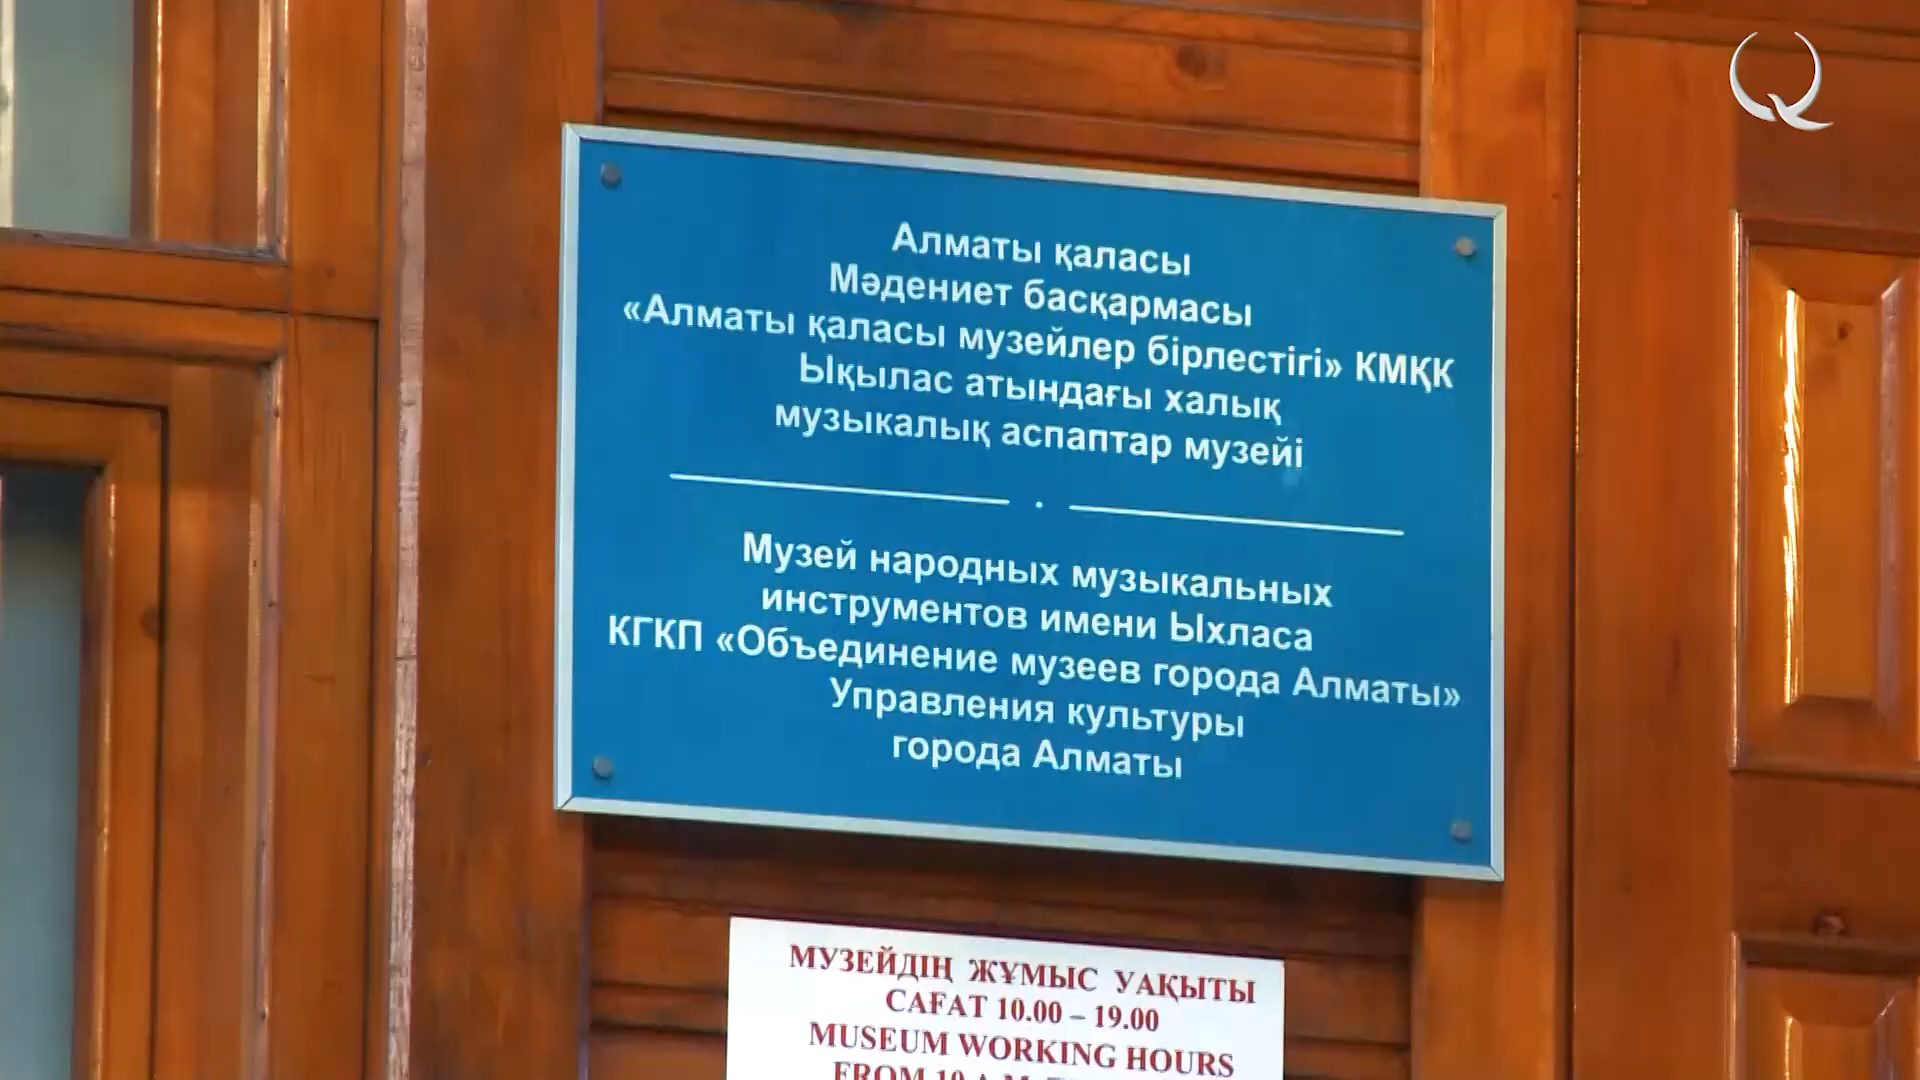 Алматы қаласы
Мәдениет басқармасы
«Алматы қаласы музейлер бірлестігі» КМҚК
Ықылас атындағы халық
музыкалық аспаптар музейі
Музей народных музыкальных
инструментов имени Ыхласа
КГКП «Объединение музеев города Алматы»
Управления культуры
города Алматы
МУЗЕЙДІҢ ЖҰМЫС УАҚЫТЫ
САҒАТ 10.00 – 19.00
MUSEUM WORKING HOURS
FROM 10 A.M.